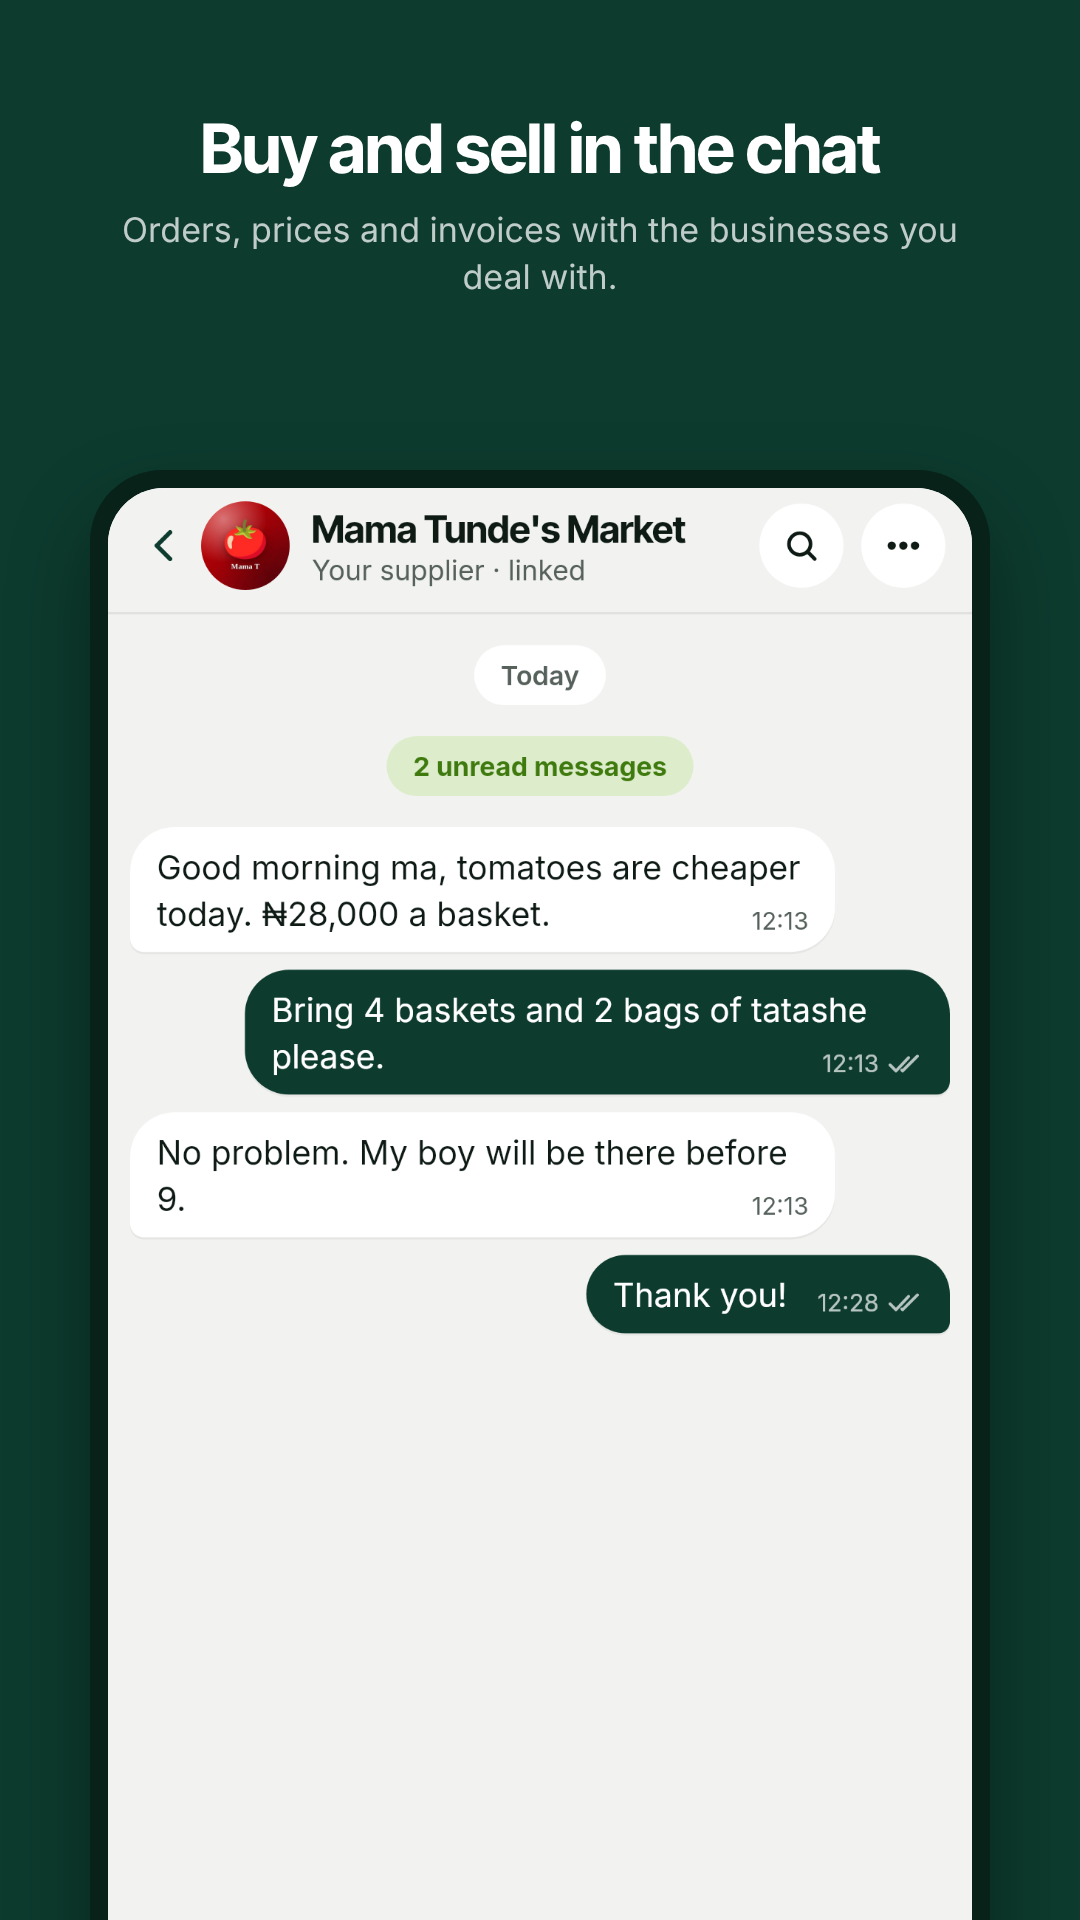 Buy and sell in the chat
Orders, prices and invoices with the businesses you
deal with.
Mama T
Mama Tunde's Market
Your supplier · linked
Today
2 unread messages
Good morning ma, tomatoes are cheaper
today. ₦28,000 a basket.
12:13
Bring 4 baskets and 2 bags of tatashe
please.
12:13
No problem. My boy will be there before
9.
12:13
Thank you!
12:28